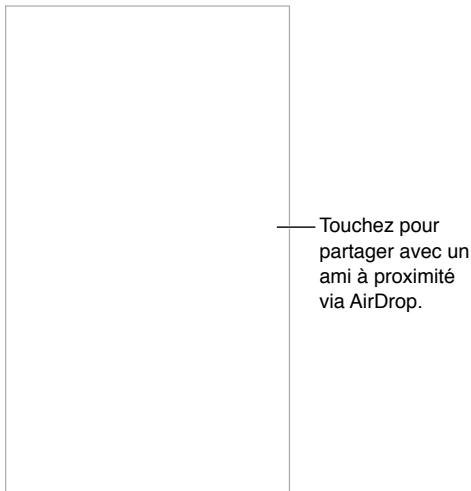 Touchez pour
partager avec un
ami à proximité
via AirDrop.